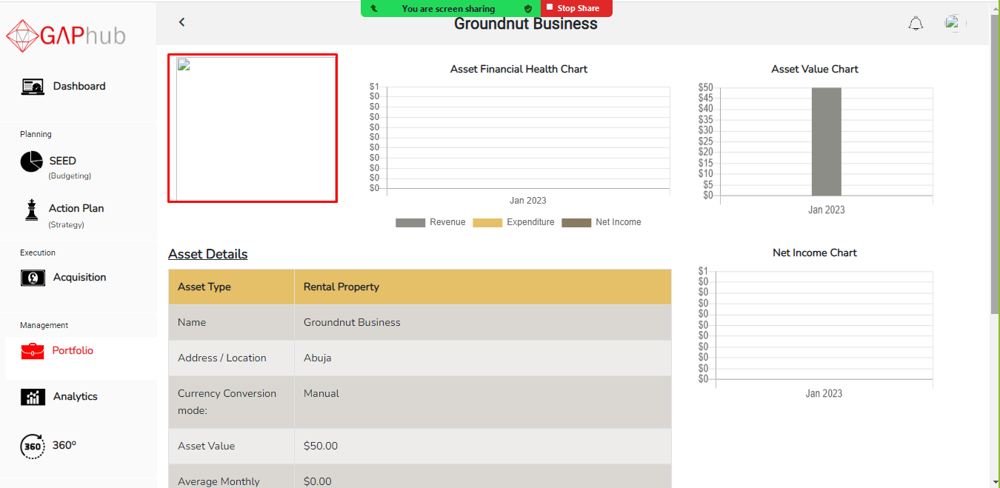 You are screen sharing
Stop Share
GAPhub
Groundnut Business
Dashboard
Planning
SEED
(Budgeting)
Action Plan
(Strategy)
Execution
Acquisition
Management
Portfolio
Analytics
360
360º
Asset Financial Health Chart
$1
$0
$0
$0
$0
$0
$0
$0
$0
$0
$0
Jan 2023
Revenue
Expenditure
Net Income
Asset Value Chart
$50
$45
$40
$35
$30
$25
$20
$15
$10
$5
$0
Jan 2023
Asset Details
Asset Type Rental Property
Name Groundnut Business
Address / Location Abuja
Currency Conversion Manual
mode:
Asset Value $50.00
Average Monthly $0.00
Net Income Chart
$1
$0
$0
$0
$0
$0
$0
$0
$0
$0
$0
Jan 2023